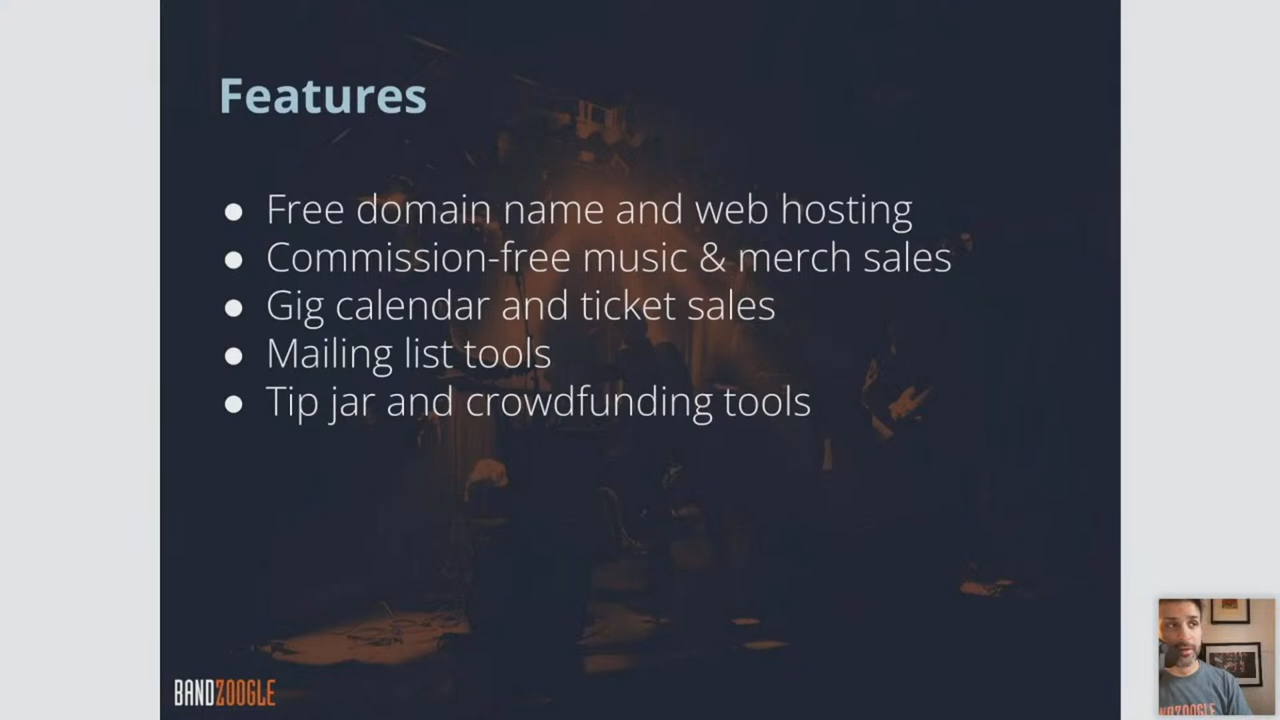 Features
● Free domain name and web hosting
● Commission-free music & merch sales
● Gig calendar and ticket sales
● Mailing list tools
● Tip jar and crowdfunding tools
BANDZOOGLE
BANDZOOGLE